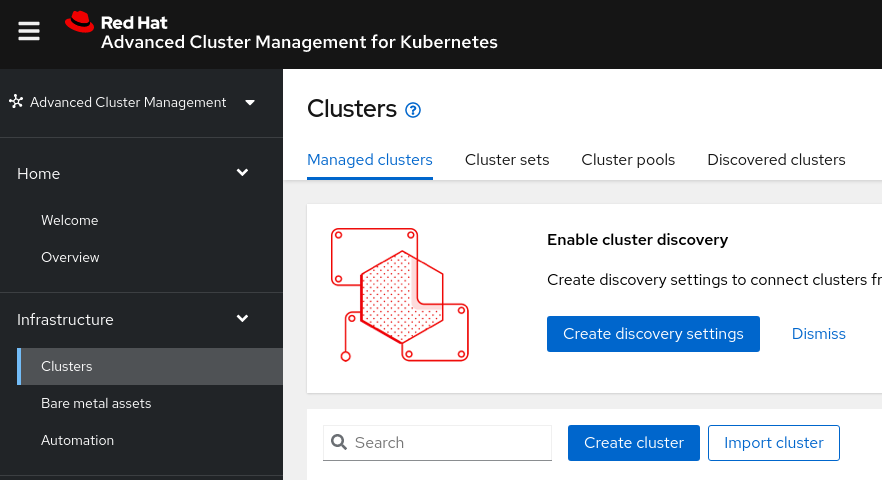 Red Hat
Advanced Cluster Management for Kubernetes
Advanced Cluster Management
Home
Welcome
Overview
Infrastructure
Clusters
Bare metal assets
Automation
Clusters
Managed clusters Cluster sets Cluster pools Discovered clusters
Enable cluster discovery
Create discovery settings to connect clusters
Create discovery settings Dismiss
Search Create cluster Import cluster